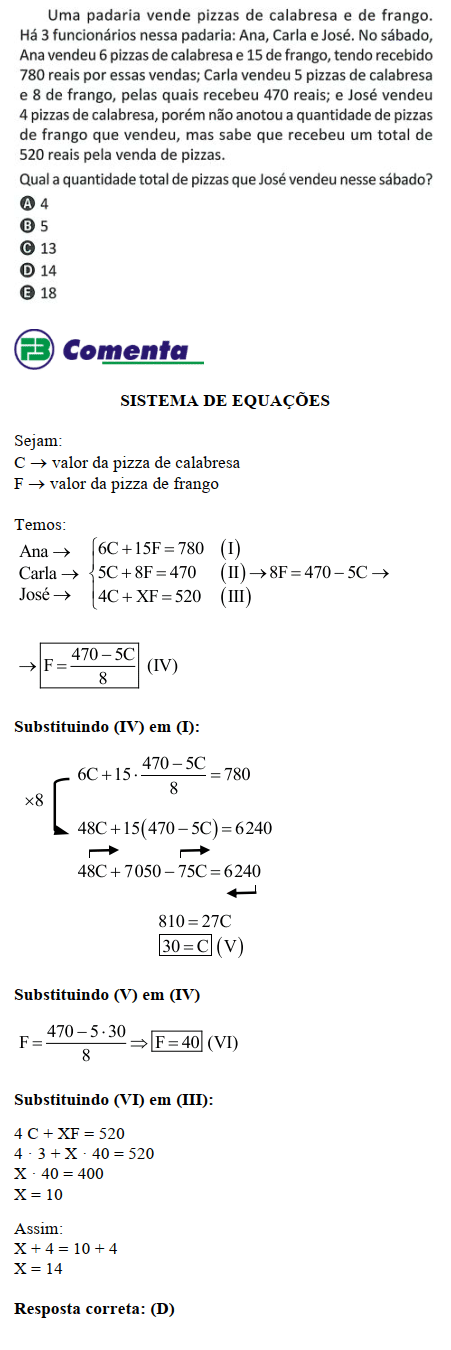 Uma padaria vende pizzas de calabresa e de frango.
Há 3 funcionários nessa padaria: Ana, Carla e José. No sábado,
Ana vendeu 6 pizzas de calabresa e 15 de frango, tendo recebido
780 reais por essas vendas; Carla vendeu 5 pizzas de calabresa
e 8 de frango, pelas quais recebeu 470 reais; e José vendeu
4 pizzas de calabresa, porém não anotou a quantidade de pizzas
de frango que vendeu, mas sabe que recebeu um total de
520 reais pela venda de pizzas.
Qual a quantidade total de pizzas que José vendeu nesse sábado?
A 4
B 5
C 13
D 14
E 18
FB Comenta
SISTEMA DE EQUAÇÕES
Sejam:
C → valor da pizza de calabresa
F → valor da pizza de frango
Temos:
Ana → 6C + 15F = 780 (I)
Carla → 5C + 8F = 470 (II) → 8F = 470 − 5C →
José → 4C + XF = 520 (III)
→ F = (470 − 5C)/8 (IV)
Substituindo (IV) em (I):
6C + 15 · (470 − 5C)/8 = 780
×8
48C + 15(470 − 5C) = 6240
48C + 7050 − 75C = 6240
810 = 27C
30 = C (V)
Substituindo (V) em (IV)
F = (470 − 5 · 30)/8 ⇒ F = 40 (VI)
Substituindo (VI) em (III):
4 C + XF = 520
4 · 3 + X · 40 = 520
X · 40 = 400
X = 10
Assim:
X + 4 = 10 + 4
X = 14
Resposta correta: (D)